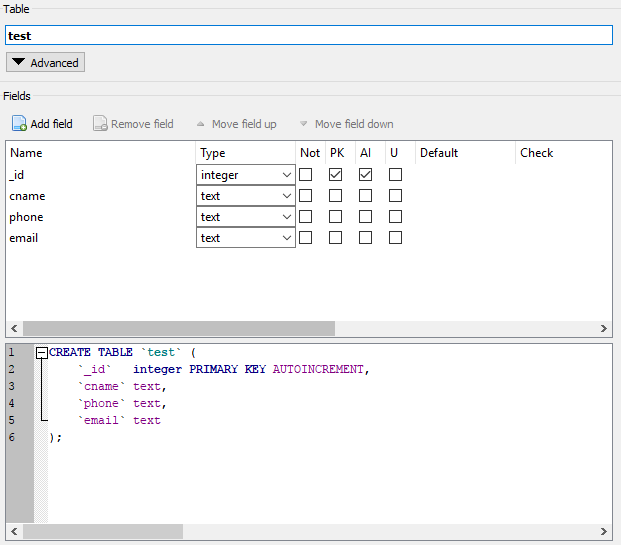 Table
test
Advanced
Fields
Add field Remove field Move field up Move field down
Name Type Not PK AI U Default Check
_id integer
cname text
phone text
email text
1 CREATE TABLE `test` (
2 `_id` integer PRIMARY KEY AUTOINCREMENT,
3 `cname` text,
4 `phone` text,
5 `email` text
6 );